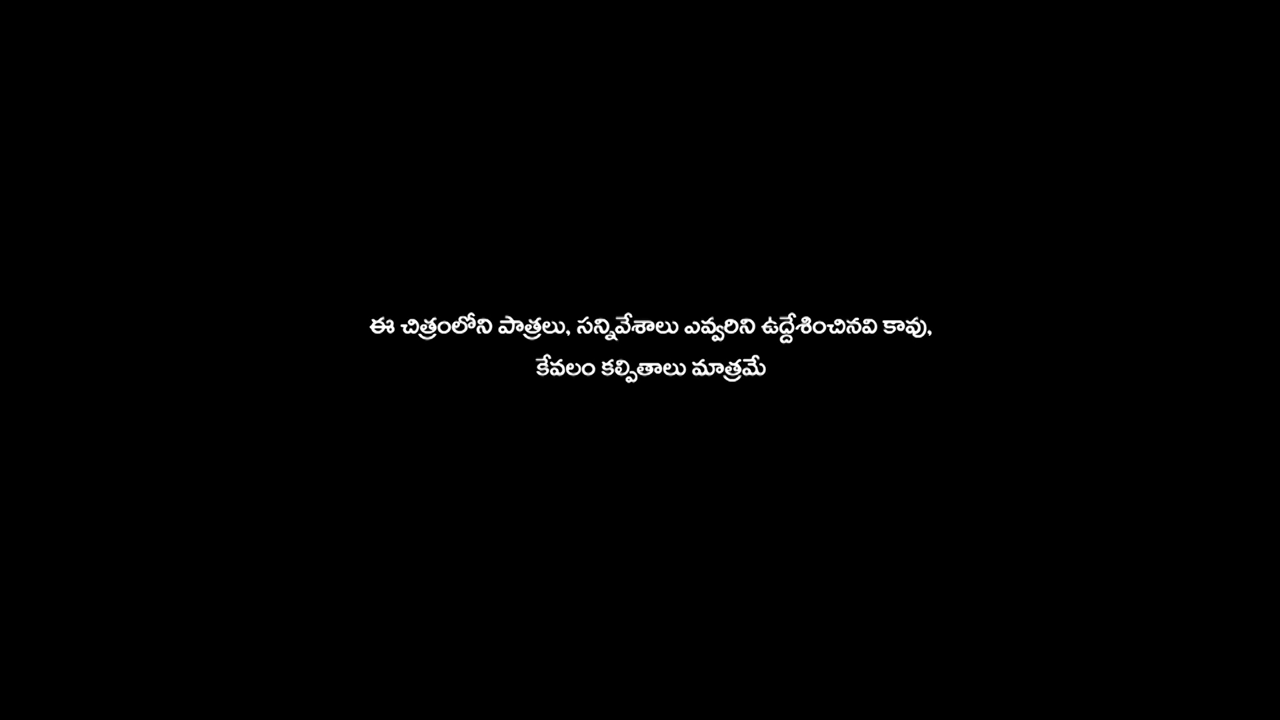 ఈ చిత్రంలోని పాత్రలు, సన్నివేశాలు ఎవ్వరిని ఉద్దేశించినవి కావు,
కేవలం కల్పితాలు మాత్రమే